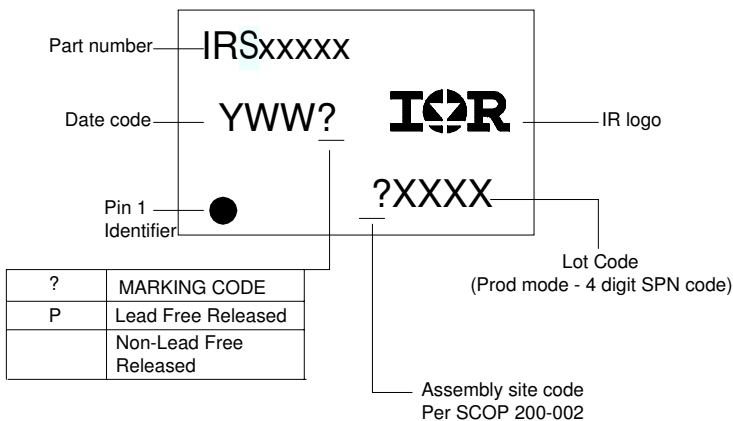 Part number
IRSxxxxx
Date code
YWW?
IOR
IR logo
?XXXX
Pin 1
Identifier
Lot Code
(Prod mode - 4 digit SPN code)
? MARKING CODE
P Lead Free Released
Non-Lead Free
Released
Assembly site code
Per SCOP 200-002